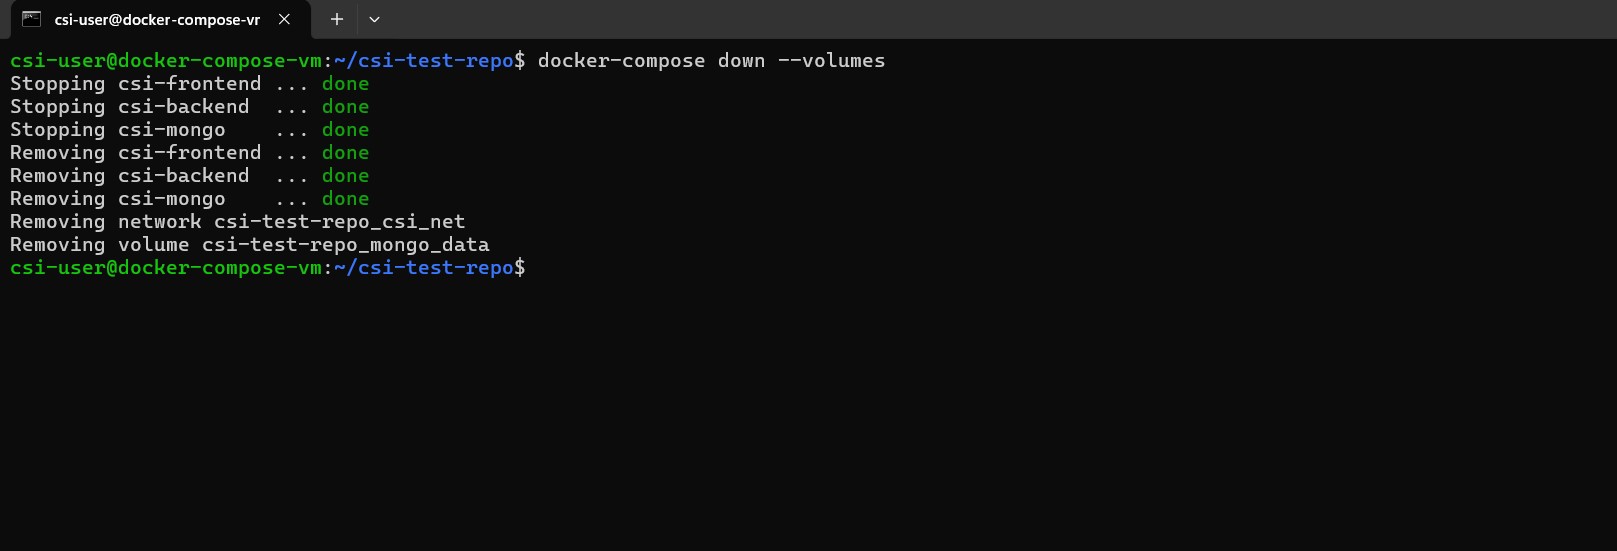 csi-user@docker-compose-vr
csi-user@docker-compose-vm:~/csi-test-repo$ docker-compose down --volumes
Stopping csi-frontend ... done
Stopping csi-backend  ... done
Stopping csi-mongo    ... done
Removing csi-frontend ... done
Removing csi-backend  ... done
Removing csi-mongo    ... done
Removing network csi-test-repo_csi_net
Removing volume csi-test-repo_mongo_data
csi-user@docker-compose-vm:~/csi-test-repo$